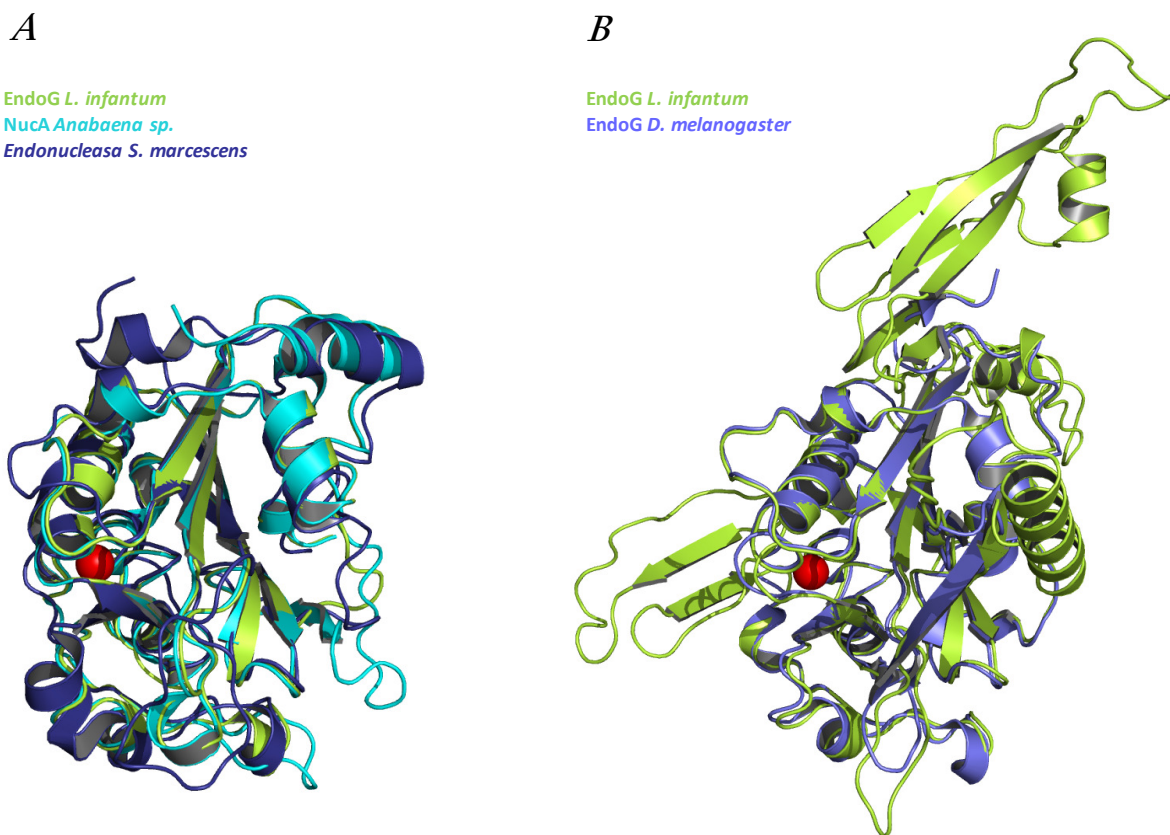 A
B
EndoG L. infantum
NucA Anabaena sp.
Endonucleasa S. marcescens
EndoG L. infantum
EndoG D. melanogaster